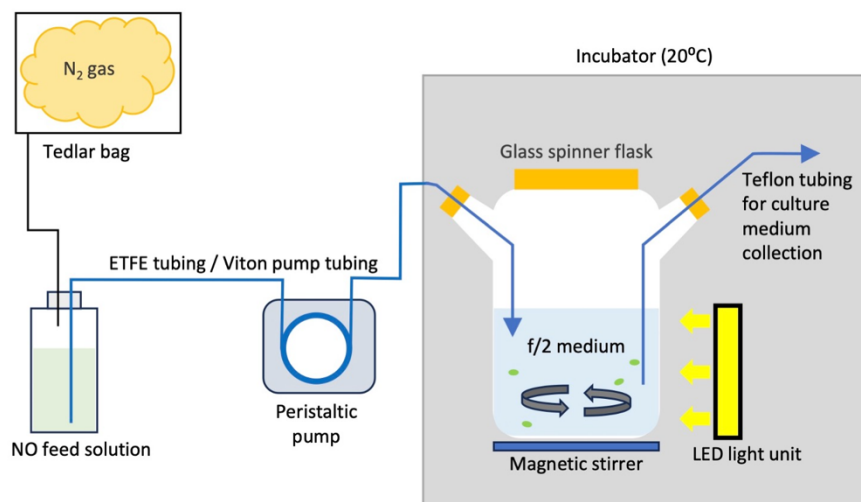 N₂ gas
Tedlar bag
ETFE tubing / Viton pump tubing
NO feed solution
Peristaltic
pump
Incubator (20⁰C)
Glass spinner flask
Teflon tubing
for culture
medium
collection
f/2 medium
Magnetic stirrer
LED light unit